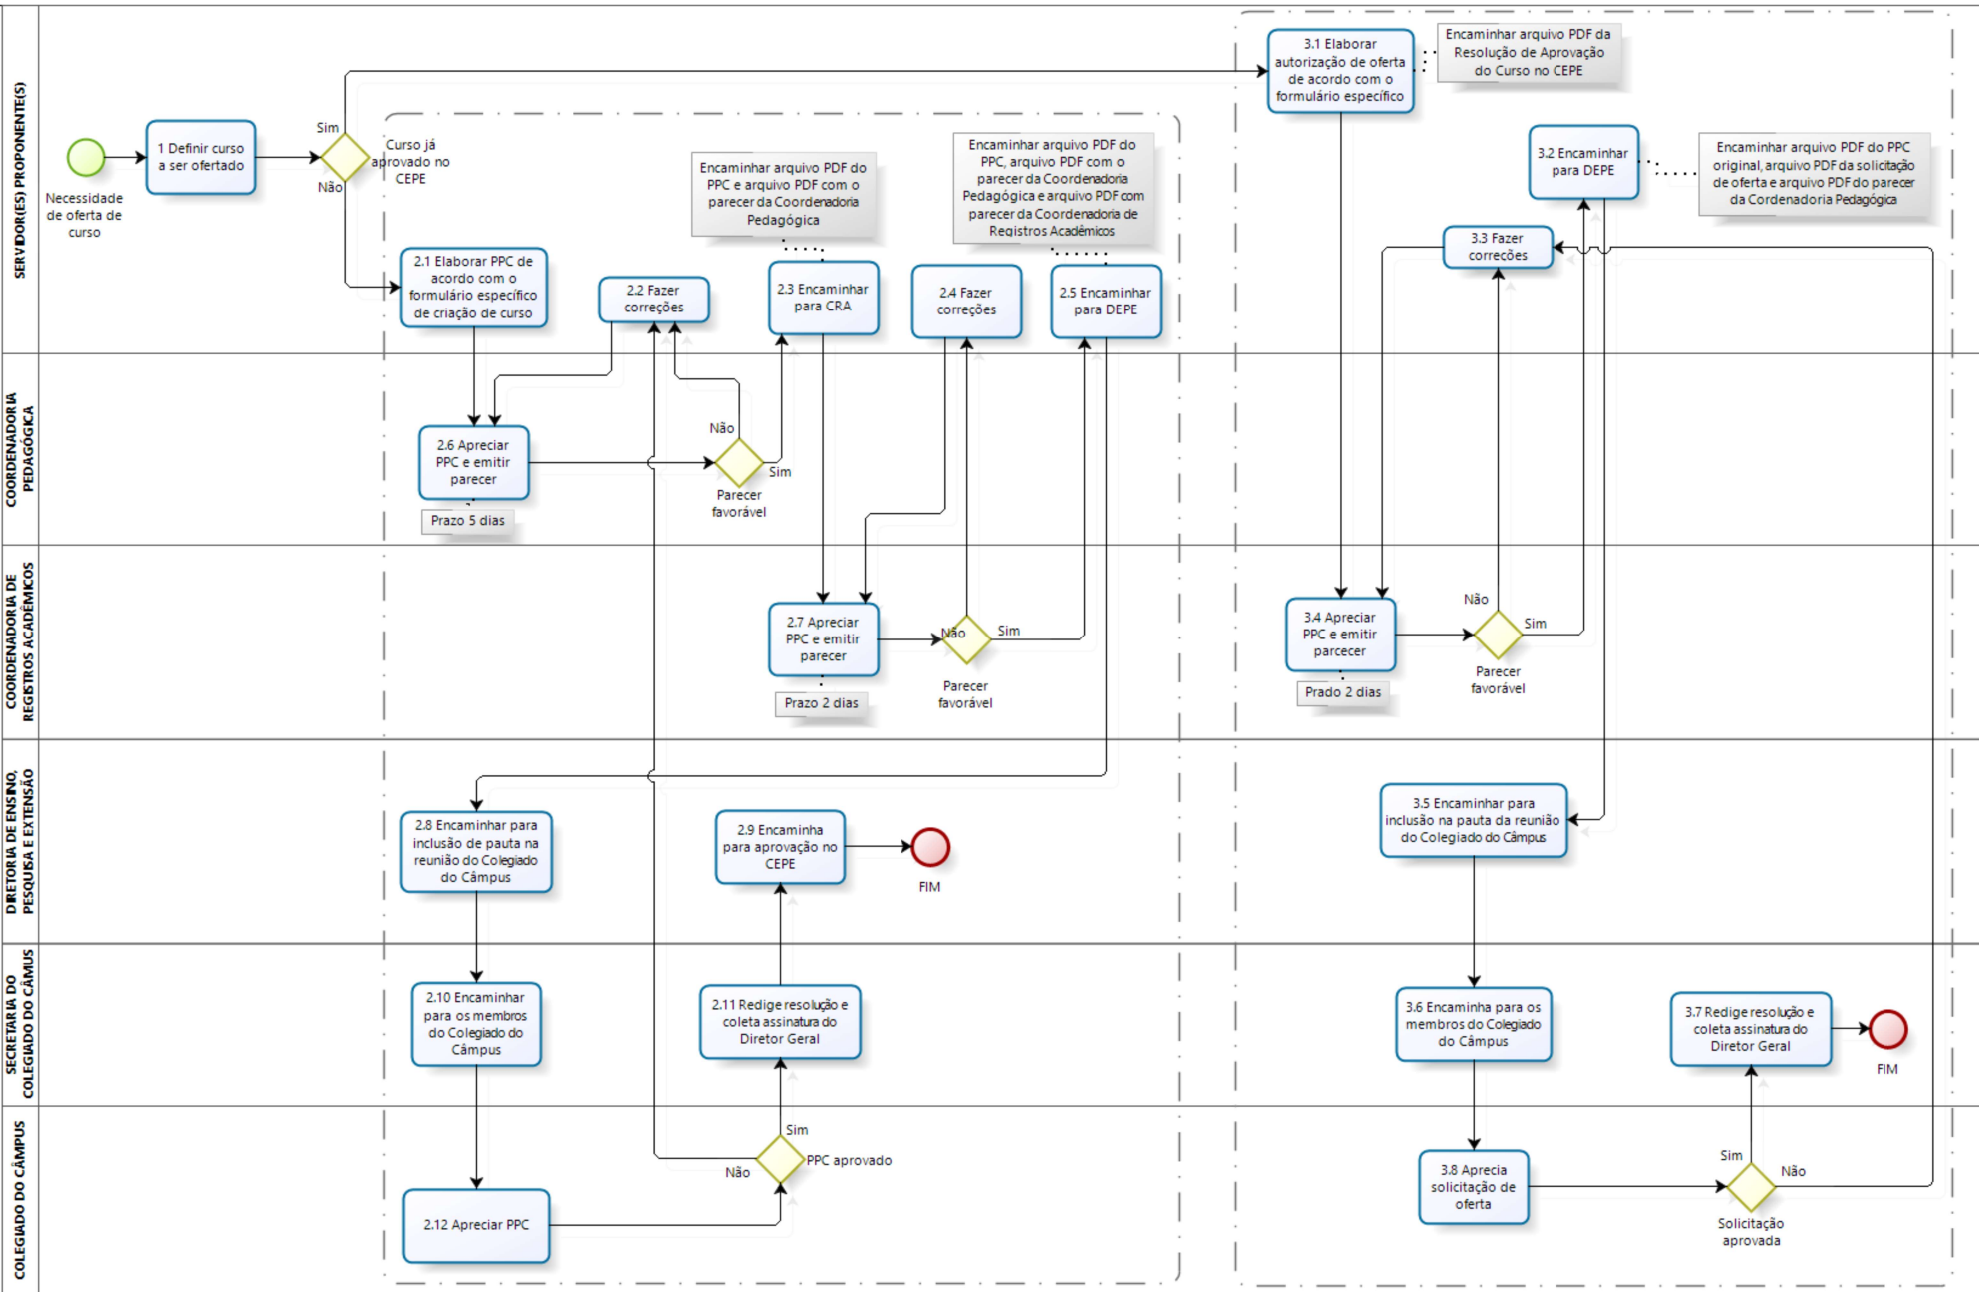 SERVIDOR(ES) PROPONENTE(S)
Necessidade
de oferta de
curso
1 Definir curso
a ser ofertado
Sim
Não
Curso já
aprovado no
CEPE
2.1 Elaborar PPC de
acordo com o
formulário específico
de criação de curso
2.2 Fazer
correções
Encaminhar arquivo PDF do
PPC e arquivo PDF com o
parecer da Coordenadoria
Pedagógica
2.3 Encaminhar
para CRA
2.4 Fazer
correções
Encaminhar arquivo PDF do
PPC, arquivo PDF com o
parecer da Coordenadoria
Pedagógica e arquivo PDF com
parecer da Coordenadoria de
Registros Acadêmicos
2.5 Encaminhar
para DEPE
3.1 Elaborar
autorização de oferta
de acordo com o
formulário específico
Encaminhar arquivo PDF da
Resolução de Aprovação
do Curso no CEPE
3.2 Encaminhar
para DEPE
Encaminhar arquivo PDF do PPC
original, arquivo PDF da solicitação
de oferta e arquivo PDF do parecer
da Cordenadoria Pedagógica
3.3 Fazer
correções
COORDENADORIA
PEDAGÓGICA
2.6 Apreciar
PPC e emitir
parecer
Prazo 5 dias
Não
Sim
Parecer
favorável
COORDENADORIA DE
REGISTROS ACADÊMICOS
2.7 Apreciar
PPC e emitir
parecer
Prazo 2 dias
Não
Sim
Parecer
favorável
3.4 Apreciar
PPC e emitir
parcecer
Prado 2 dias
Não
Sim
Parecer
favorável
DIRETORIA DE ENSINO,
PESQUISA E EXTENSÃO
2.8 Encaminhar para
inclusão de pauta na
reunião do Colegiado
do Câmpus
2.9 Encaminha
para aprovação no
CEPE
FIM
3.5 Encaminhar para
inclusão na pauta da reunião
do Colegiado do Câmpus
SECRETARIA DO
COLEGIADO DO CÂMUS
2.10 Encaminhar
para os membros
do Colegiado do
Câmpus
2.11 Redige resolução e
coleta assinatura do
Diretor Geral
3.6 Encaminha para os
membros do Colegiado
do Câmpus
3.7 Redige resolução e
coleta assinatura do
Diretor Geral
FIM
COLEGIADO DO CÂMPUS
2.12 Apreciar PPC
Sim
Não
PPC aprovado
3.8 Aprecia
solicitação de
oferta
Sim
Não
Solicitação
aprovada